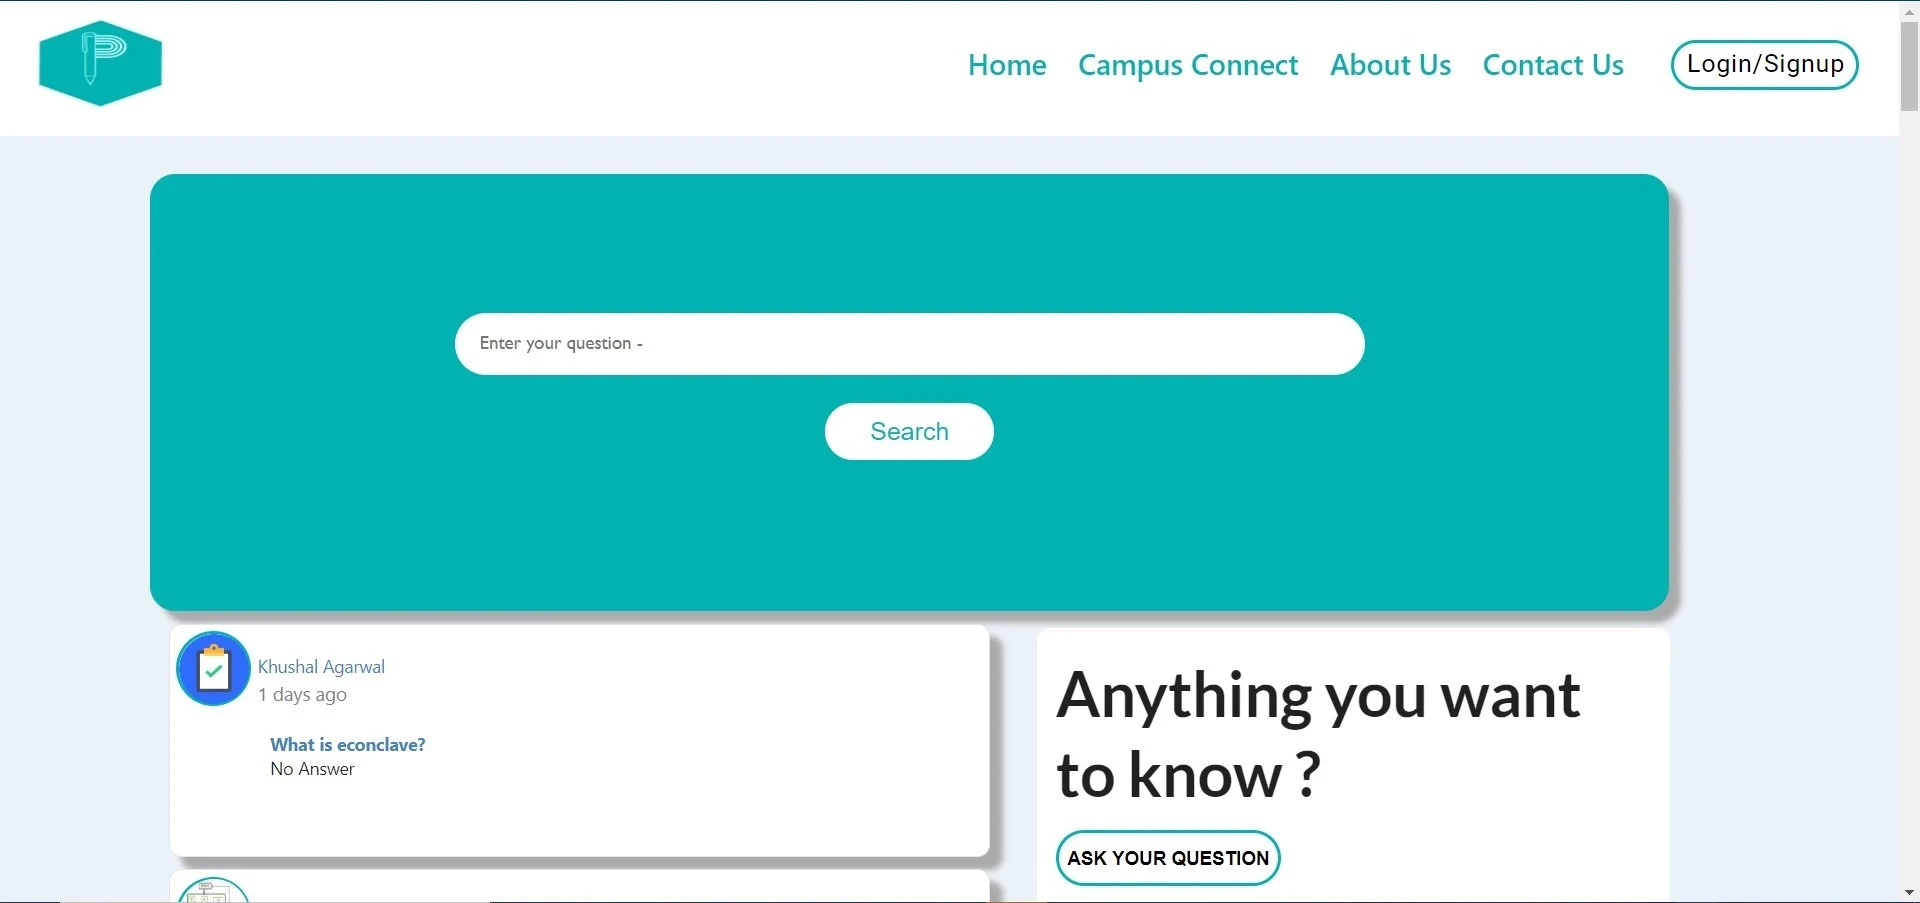 P
Home Campus Connect About Us Contact Us Login/Signup
Enter your question -
Search
Khushal Agarwal
1 days ago
What is econclave?
No Answer
Anything you want
to know ?
ASK YOUR QUESTION